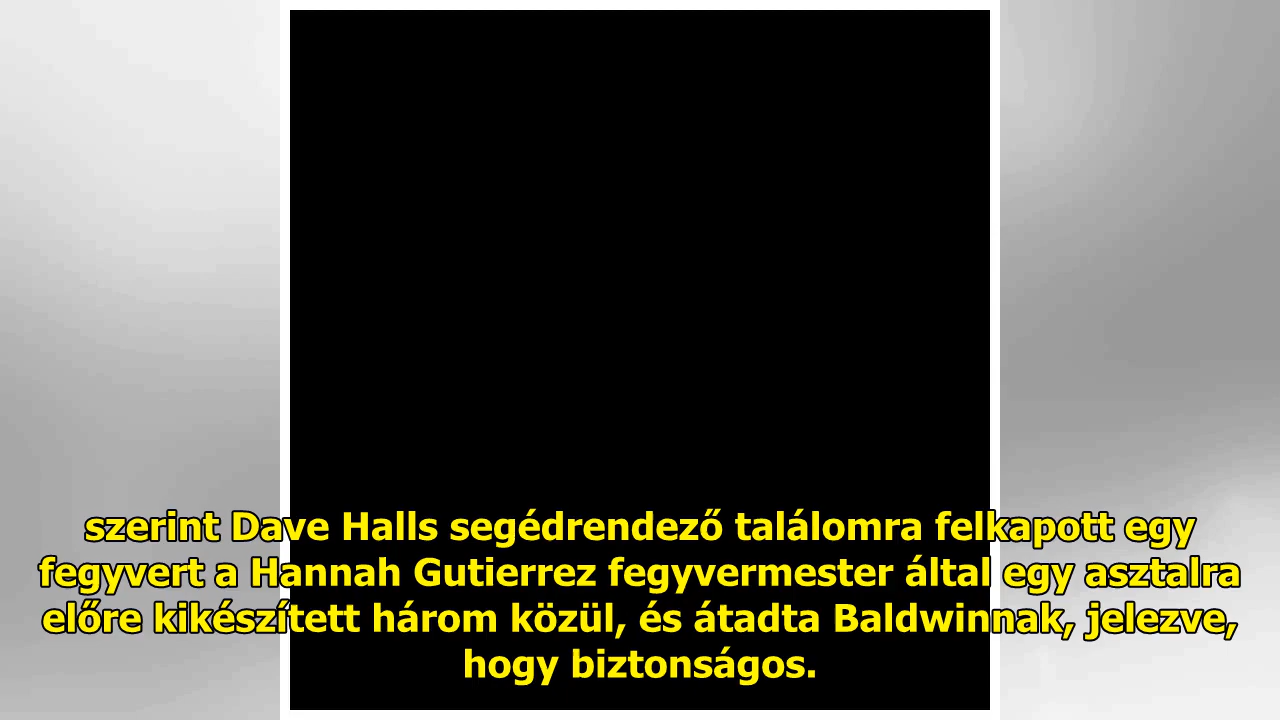 szerint Dave Halls segédrendező találomra felkapott egy
fegyvert a Hannah Gutierrez fegyvermester által egy asztalra
előre kikészített három közül, és átadta Baldwinnak, jelezve,
hogy biztonságos.